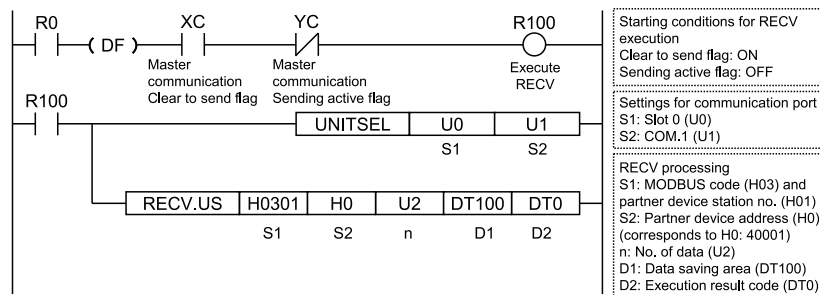 R0
DF
XC
YC
R100
Master
communication
Clear to send flag
Master
communication
Sending active flag
Execute
RECV
Starting conditions for RECV
execution
Clear to send flag: ON
Sending active flag: OFF
R100
UNITSEL U0 U1
S1 S2
Settings for communication port
S1: Slot 0 (U0)
S2: COM.1 (U1)
RECV.US H0301 H0 U2 DT100 DT0
S1 S2 n D1 D2
RECV processing
S1: MODBUS code (H03) and
partner device station no. (H01)
S2: Partner device address (H0)
(corresponds to H0: 40001)
n: No. of data (U2)
D1: Data saving area (DT100)
D2: Execution result code (DT0)